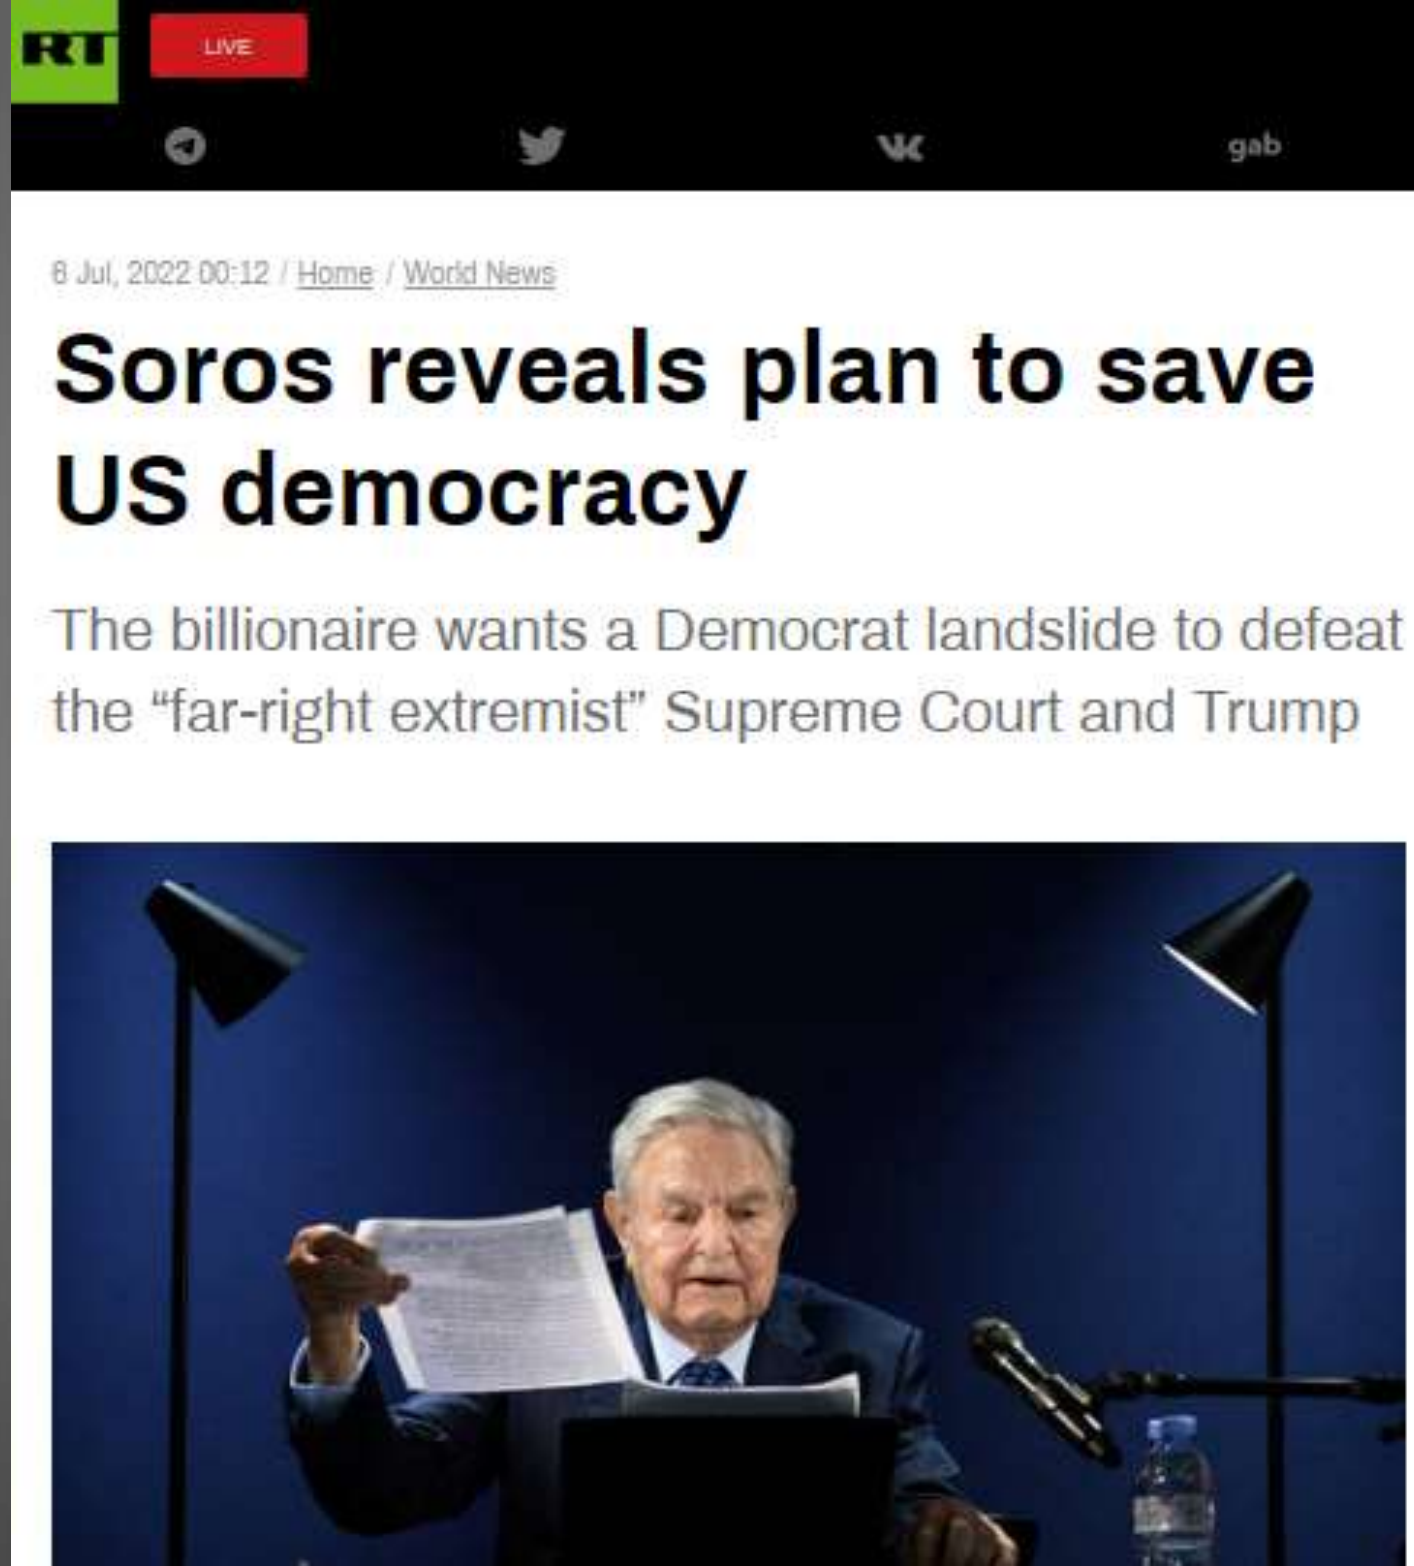 RT
LIVE
gab
6 Jul, 2022 00:12 / Home / World News
Soros reveals plan to save
US democracy
The billionaire wants a Democrat landslide to defeat
the “far-right extremist” Supreme Court and Trump